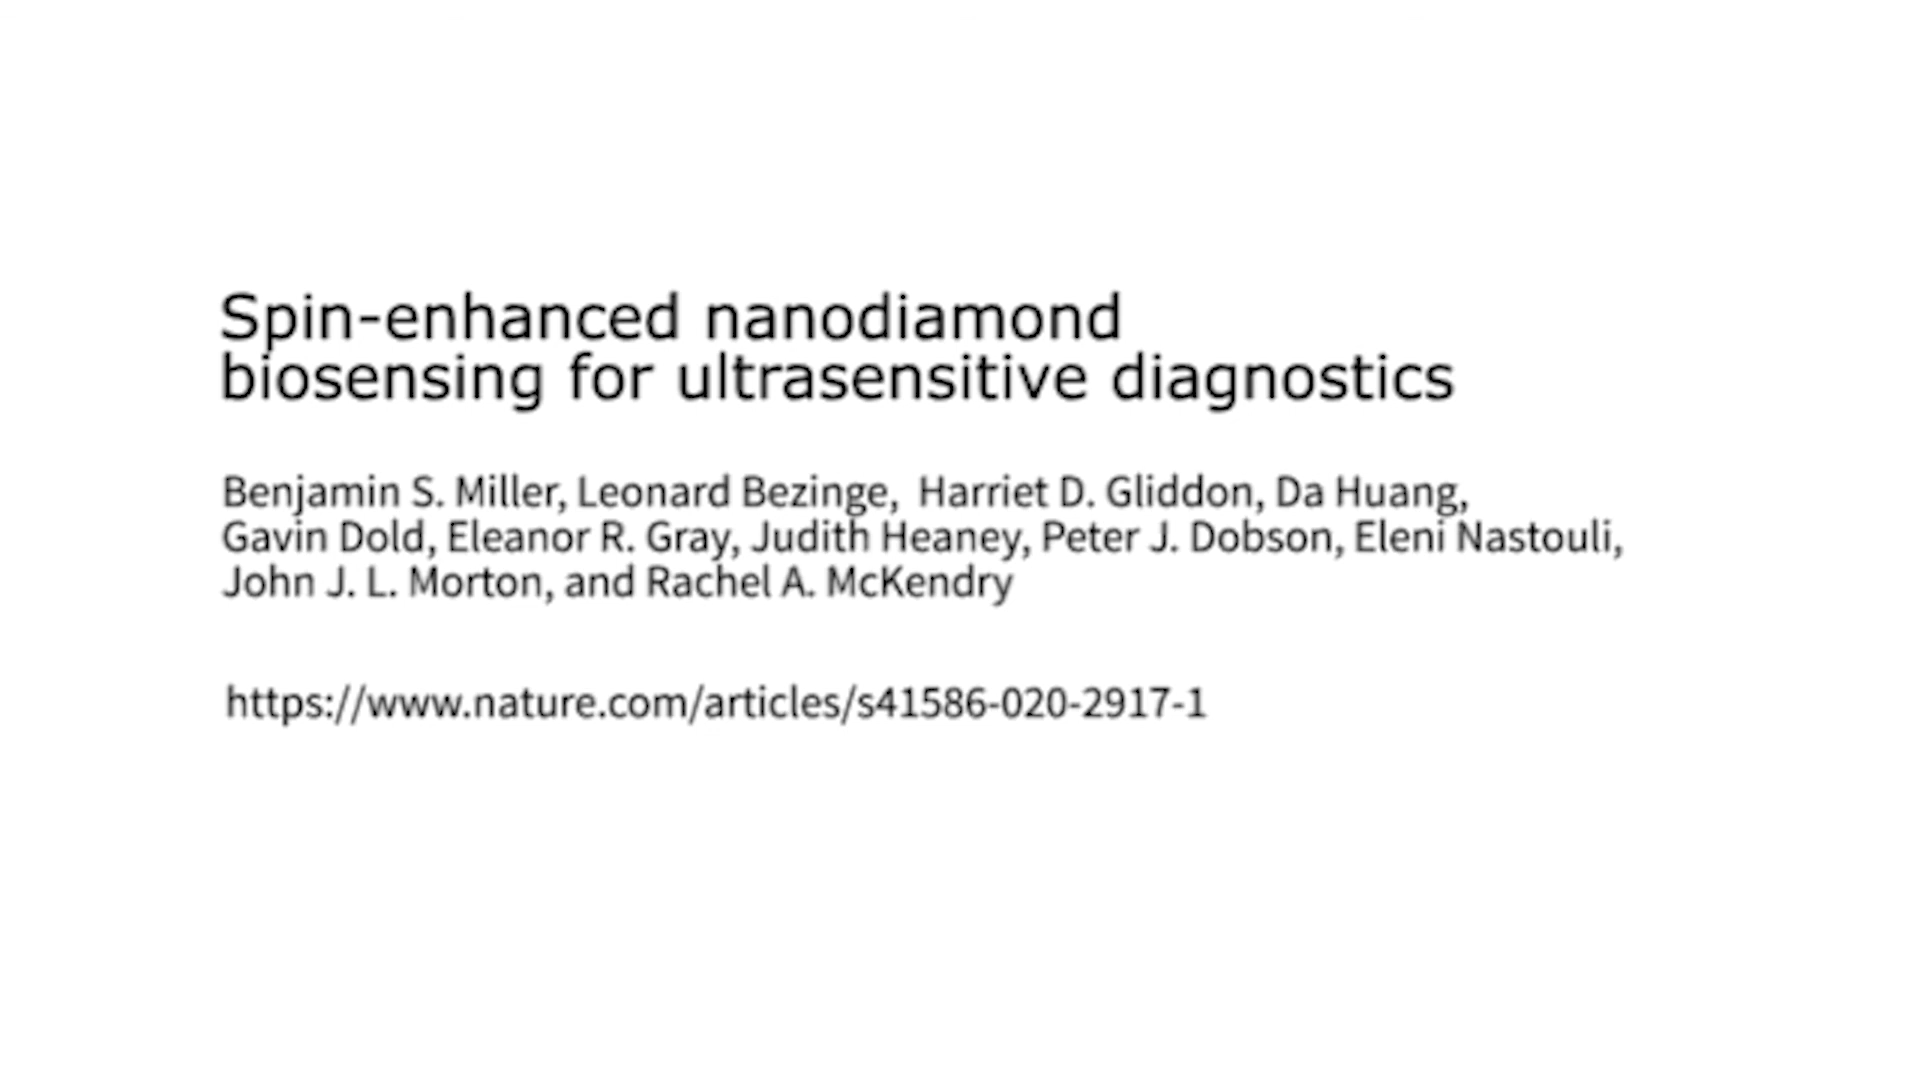 Spin-enhanced nanodiamond
biosensing for ultrasensitive diagnostics
Benjamin S. Miller, Leonard Bezinge, Harriet D. Gliddon, Da Huang,
Gavin Dold, Eleanor R. Gray, Judith Heaney, Peter J. Dobson, Eleni Nastouli,
John J. L. Morton, and Rachel A. McKendry
https://www.nature.com/articles/s41586-020-2917-1